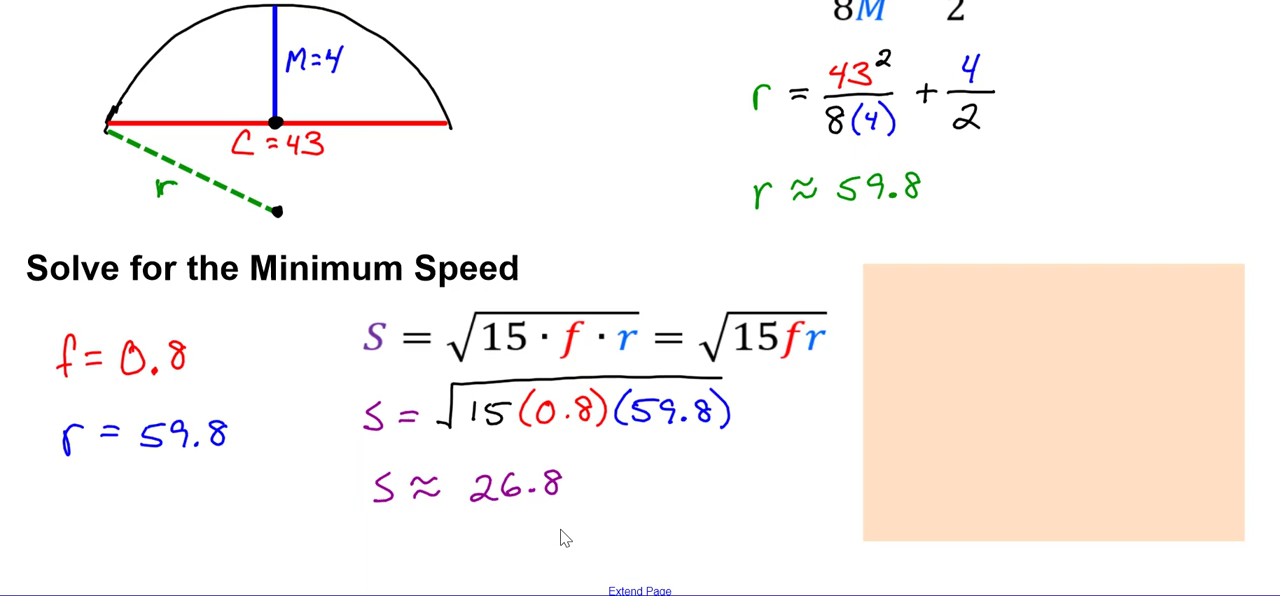 8M 2
M=4
C = 43
r
r = 43² / 8(4) + 4 / 2
r ≈ 59.8
Solve for the Minimum Speed
f = 0.8
r = 59.8
S = √15 · f · r = √15fr
S = √15(0.8)(59.8)
S ≈ 26.8
Extend Page